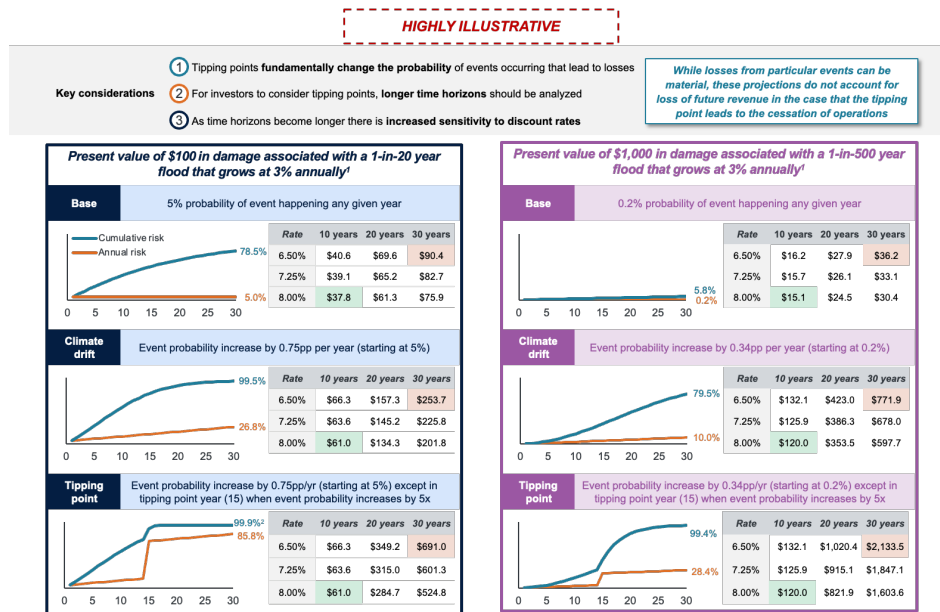 HIGHLY ILLUSTRATIVE
Key considerations
1 Tipping points fundamentally change the probability of events occurring that lead to losses
2 For investors to consider tipping points, longer time horizons should be analyzed
3 As time horizons become longer there is increased sensitivity to discount rates
While losses from particular events can be
material, these projections do not account for
loss of future revenue in the case that the tipping
point leads to the cessation of operations
Present value of $100 in damage associated with a 1-in-20 year
flood that grows at 3% annually¹
Base
5% probability of event happening any given year
Cumulative risk
Annual risk
78.5%
5.0%
0 5 10 15 20 25 30
Rate 10 years 20 years 30 years
6.50% $40.6 $69.6 $90.4
7.25% $39.1 $65.2 $82.7
8.00% $37.8 $61.3 $75.9
Climate
drift
Event probability increase by 0.75pp per year (starting at 5%)
99.5%
26.8%
0 5 10 15 20 25 30
Rate 10 years 20 years 30 years
6.50% $66.3 $157.3 $253.7
7.25% $63.6 $145.2 $225.8
8.00% $61.0 $134.3 $201.8
Tipping
point
Event probability increase by 0.75pp/yr (starting at 5%) except in
tipping point year (15) when event probability increases by 5x
99.9%²
85.8%
0 5 10 15 20 25 30
Rate 10 years 20 years 30 years
6.50% $66.3 $349.2 $691.0
7.25% $63.6 $315.0 $601.3
8.00% $61.0 $284.7 $524.8
Present value of $1,000 in damage associated with a 1-in-500 year
flood that grows at 3% annually¹
Base
0.2% probability of event happening any given year
5.8%
0.2%
0 5 10 15 20 25 30
Rate 10 years 20 years 30 years
6.50% $16.2 $27.9 $36.2
7.25% $15.7 $26.1 $33.1
8.00% $15.1 $24.5 $30.4
Climate
drift
Event probability increase by 0.34pp per year (starting at 0.2%)
79.5%
10.0%
0 5 10 15 20 25 30
Rate 10 years 20 years 30 years
6.50% $132.1 $423.0 $771.9
7.25% $125.9 $386.3 $678.0
8.00% $120.0 $353.5 $597.7
Tipping
point
Event probability increase by 0.34pp/yr (starting at 0.2%) except in
tipping point year (15) when event probability increases by 5x
99.4%
28.4%
0 5 10 15 20 25 30
Rate 10 years 20 years 30 years
6.50% $132.1 $1,020.4 $2,133.5
7.25% $125.9 $915.1 $1,847.1
8.00% $120.0 $821.9 $1,603.6